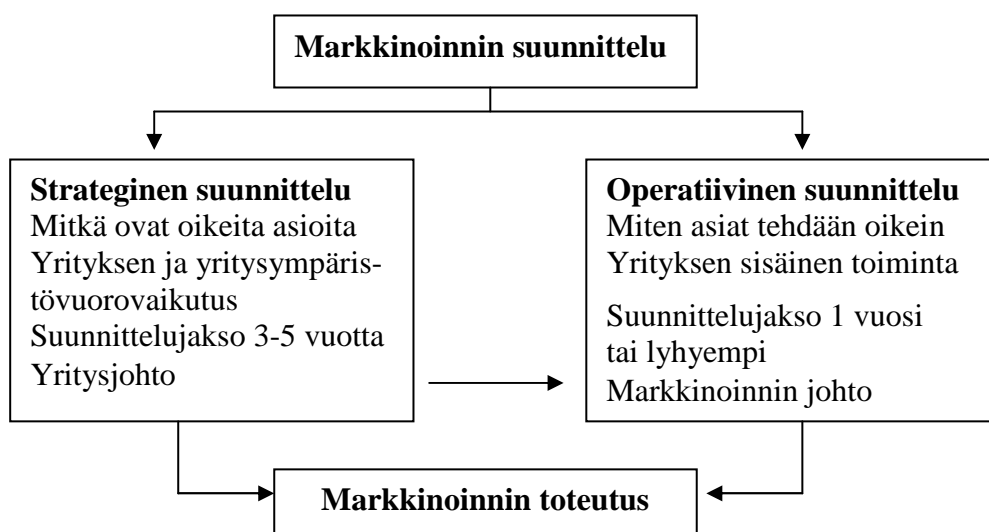 Markkinoinnin suunnittelu
Strateginen suunnittelu
Mitkä ovat oikeita asioita
Yrityksen ja yritysympäris-
tövuorovaikutus
Suunnittelujakso 3-5 vuotta
Yritysjohto
Operatiivinen suunnittelu
Miten asiat tehdään oikein
Yrityksen sisäinen toiminta
Suunnittelujakso 1 vuosi
tai lyhyempi
Markkinoinnin johto
Markkinoinnin toteutus